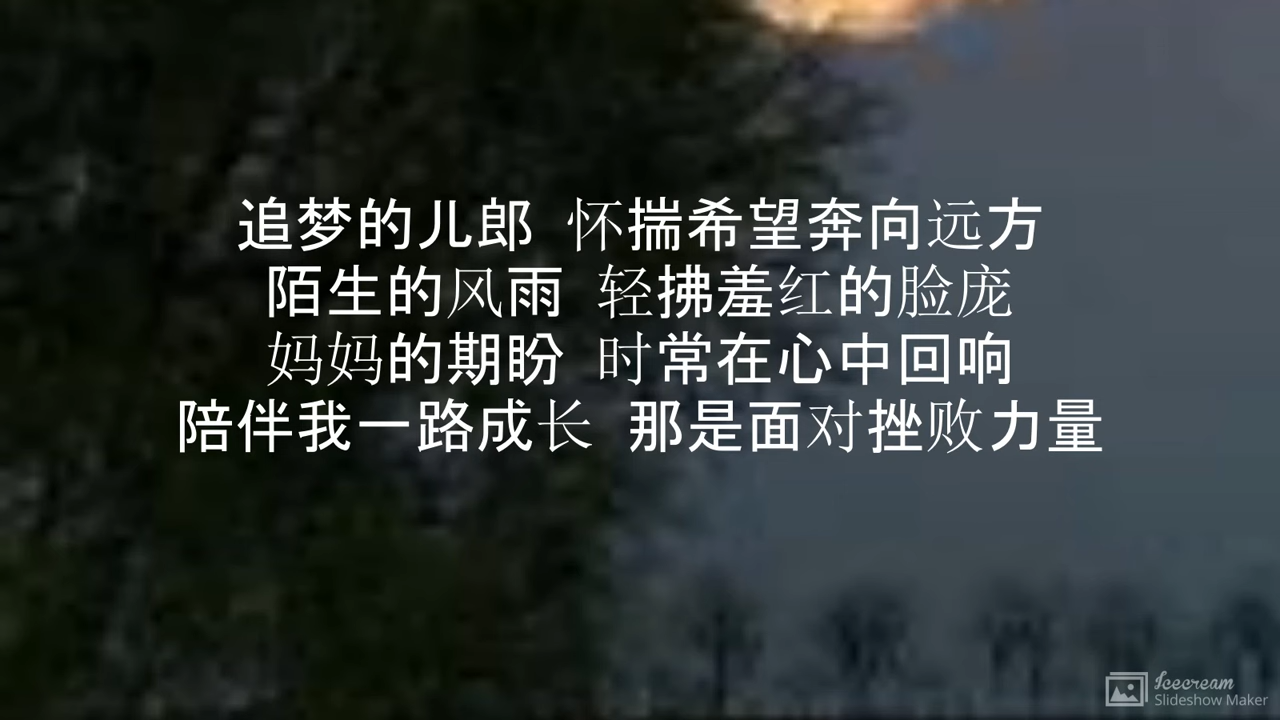 追梦的儿郎 怀揣希望奔向远方
陌生的风雨 轻拂羞红的脸庞
妈妈的期盼 时常在心中回响
陪伴我一路成长 那是面对挫败力量
Icecream
Slideshow Maker